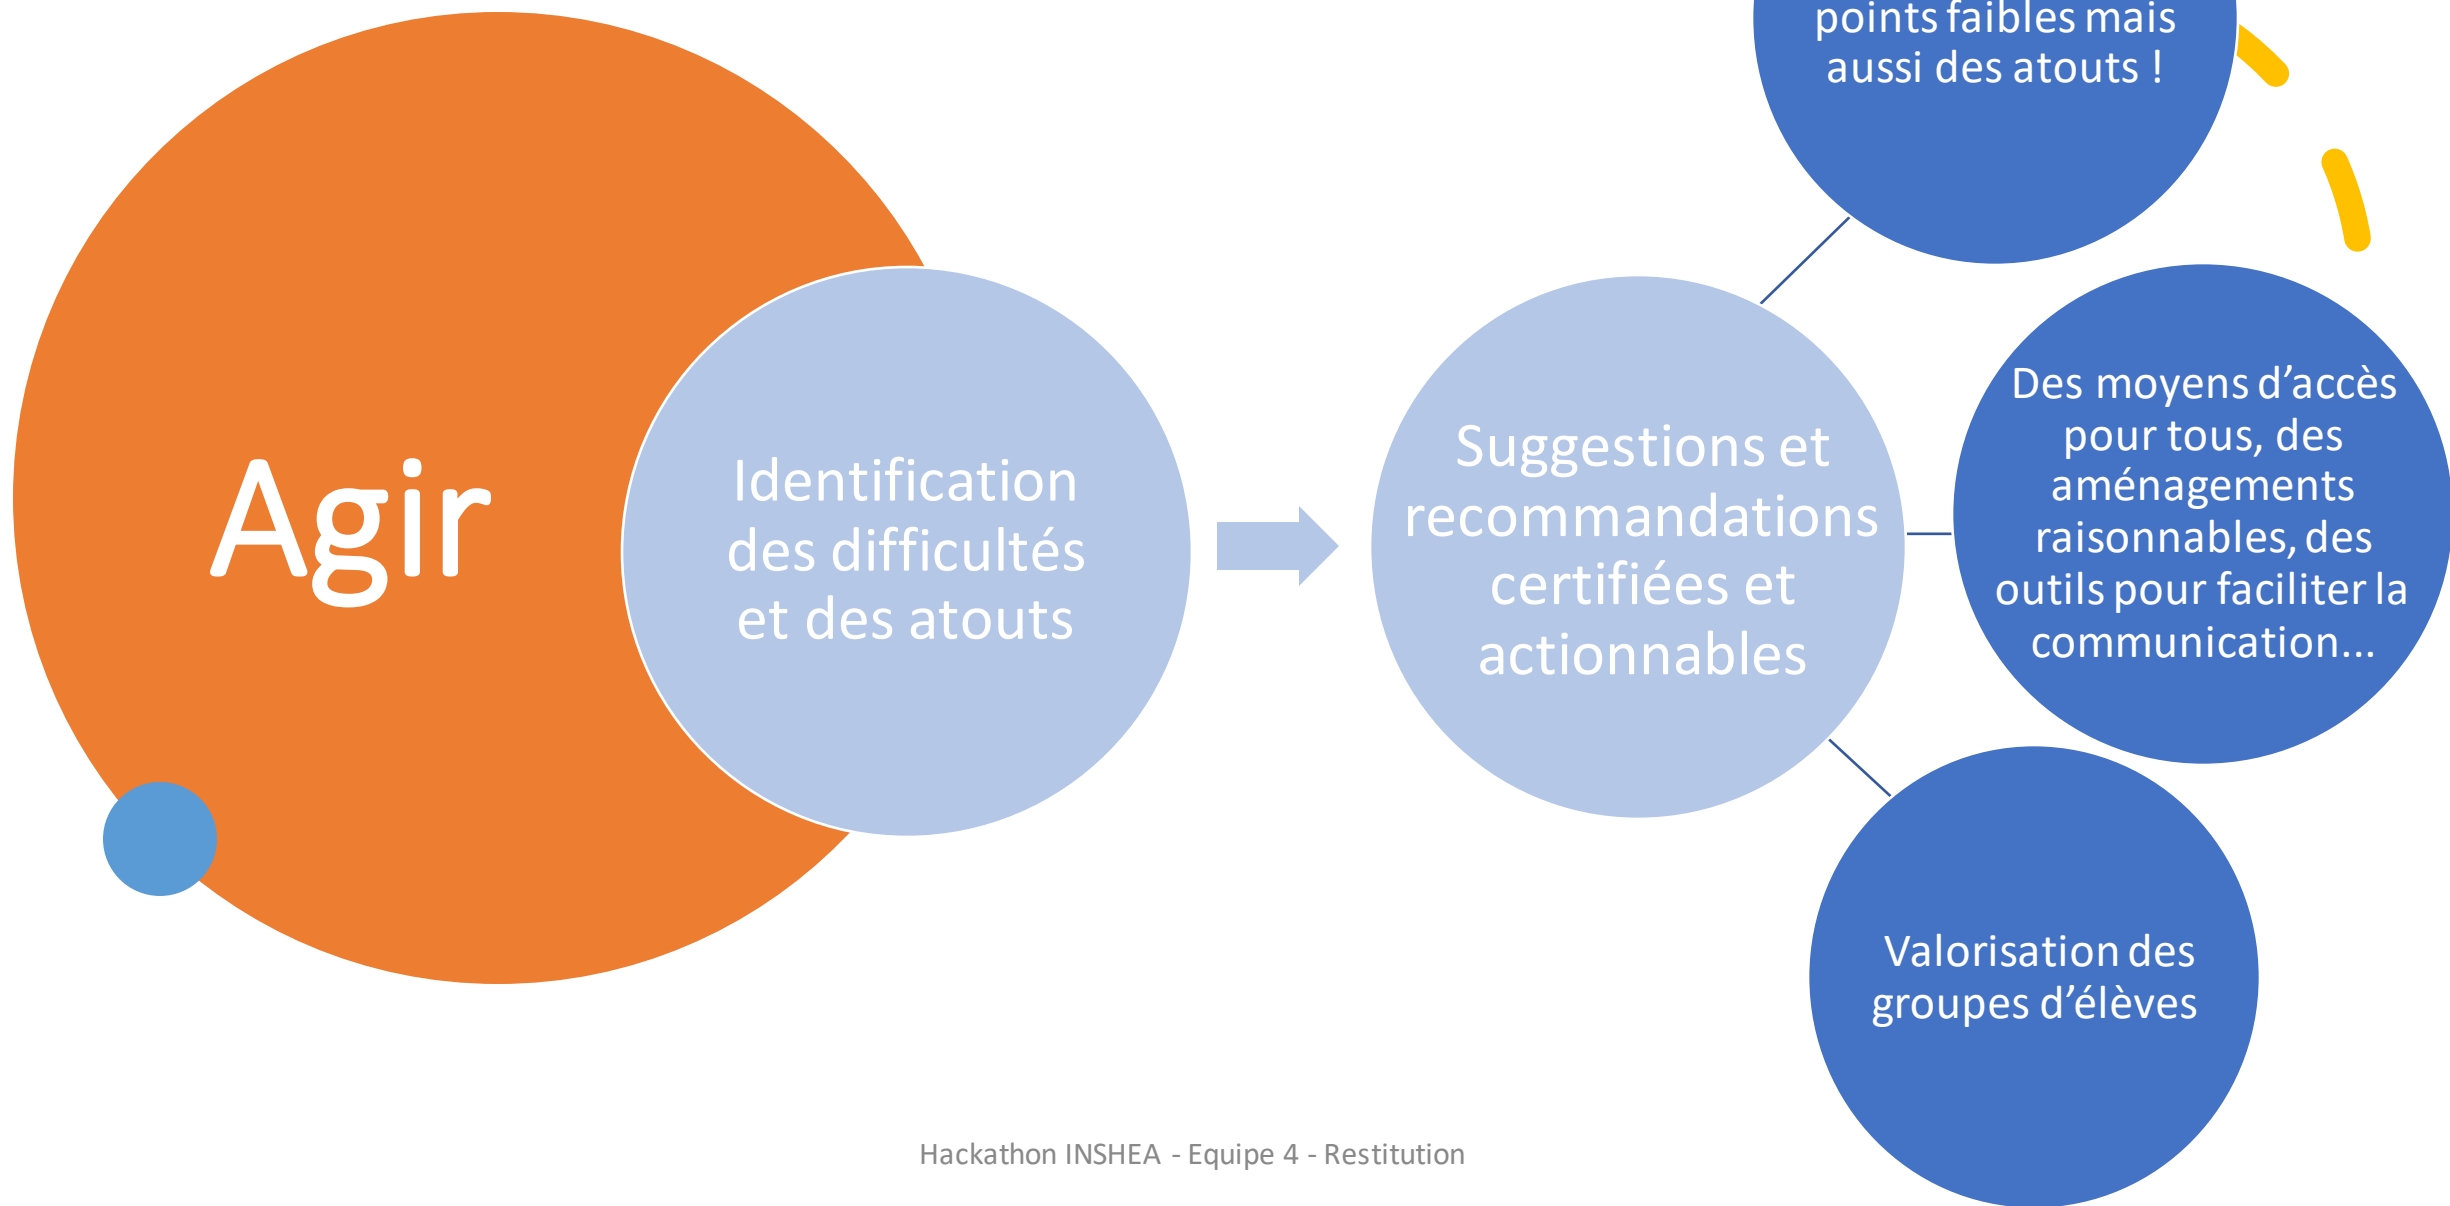 Agir
Identification
des difficultés
et des atouts
Suggestions et
recommandations
certifiées et
actionnables
points faibles mais
aussi des atouts !
Des moyens d’accès
pour tous, des
aménagements
raisonnables, des
outils pour faciliter la
communication...
Valorisation des
groupes d’élèves
Hackathon INSHEA - Equipe 4 - Restitution